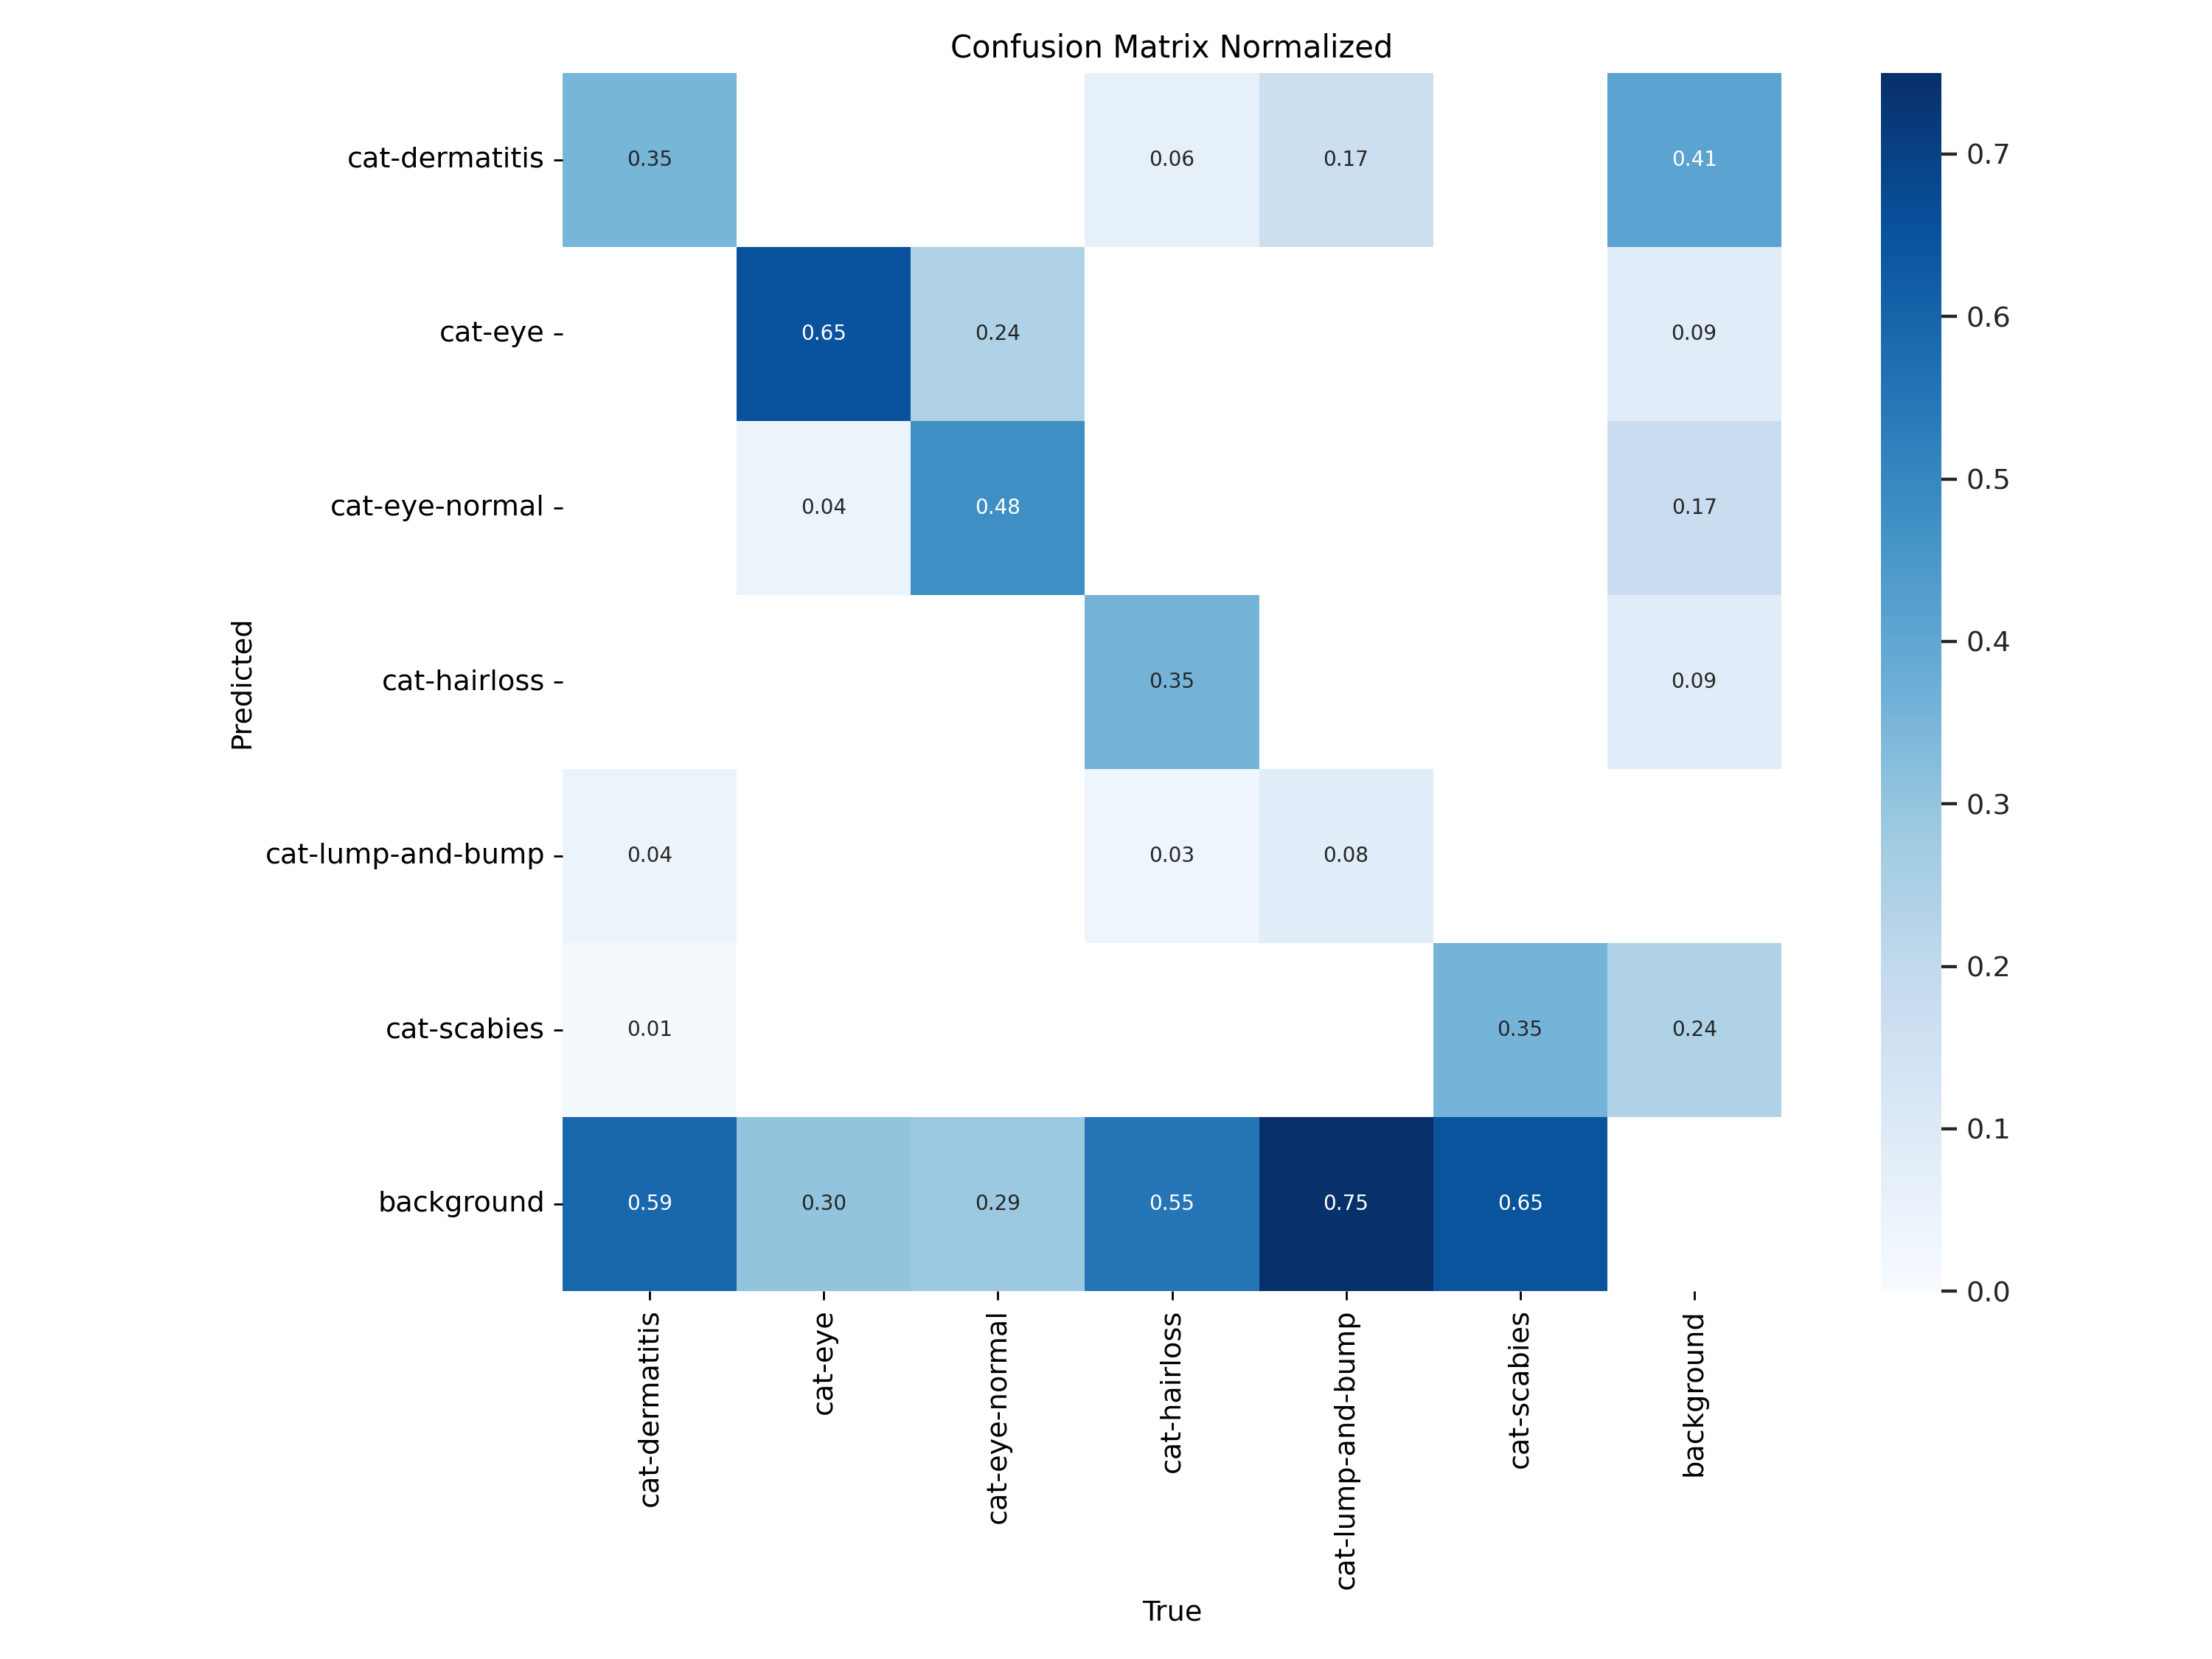 Confusion Matrix Normalized
cat-dermatitis 0.35 0.06 0.17 0.41
cat-eye 0.65 0.24 0.09
cat-eye-normal 0.04 0.48 0.17
cat-hairloss 0.35 0.09
cat-lump-and-bump 0.04 0.03 0.08
cat-scabies 0.01 0.35 0.24
background 0.59 0.30 0.29 0.55 0.75 0.65
Predicted
cat-dermatitis
cat-eye
cat-eye-normal
cat-hairloss
cat-lump-and-bump
cat-scabies
background
True
0.7
0.6
0.5
0.4
0.3
0.2
0.1
0.0